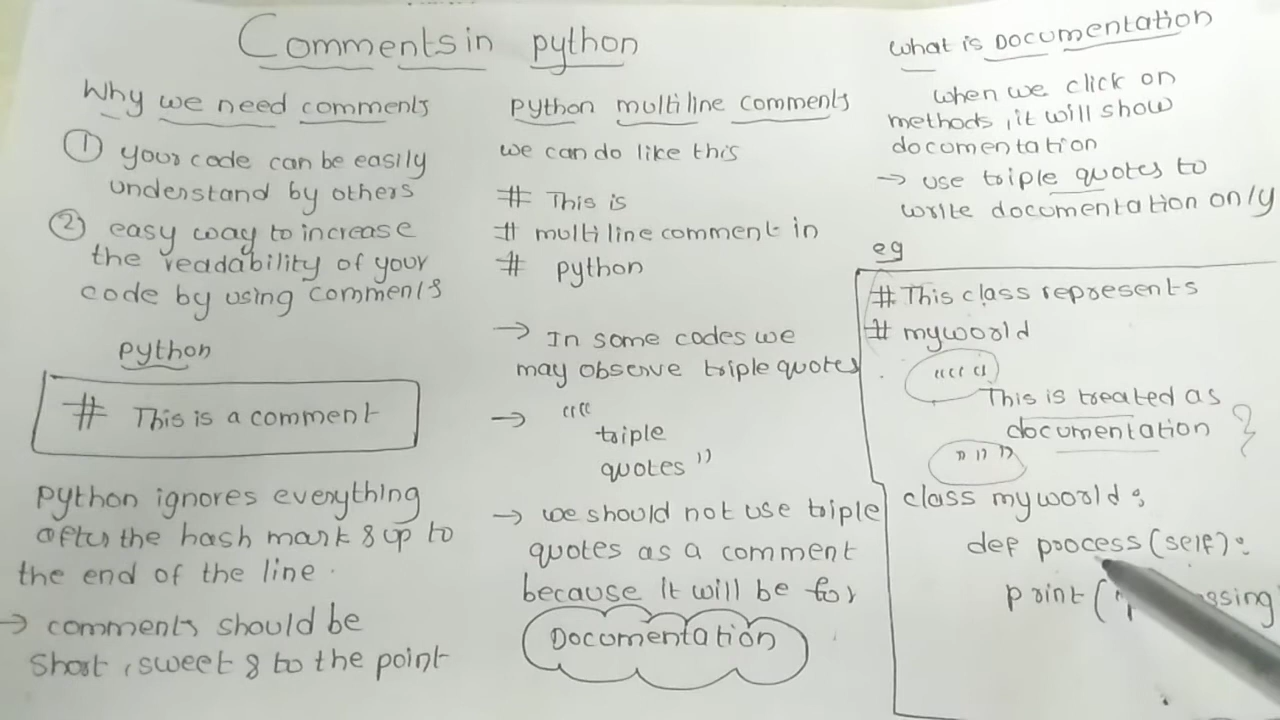 Comments in python
Why we need comments
① your code can be easily
understand by others
② easy way to increase
the readability of your
code by using comments
python
# This is a comment
python ignores everything
after the hash mark & up to
the end of the line.
→ comments should be
Short, sweet & to the point
python multiline comments
we can do like this
# This is
# multiline comment in
# python
→ In some codes we
may observe triple quotes
→ "““
triple
quotes ”
→ we should not use triple
quotes as a comment
because it will be for
Documentation
what is DOCUMENTATION
when we click on
methods, it will show
documentation
→ use triple quotes to
write documentation only
eg
# This class represents
# myworld
““““
This is treated as
documentation
”””
class myworld:
def process(self):
print("